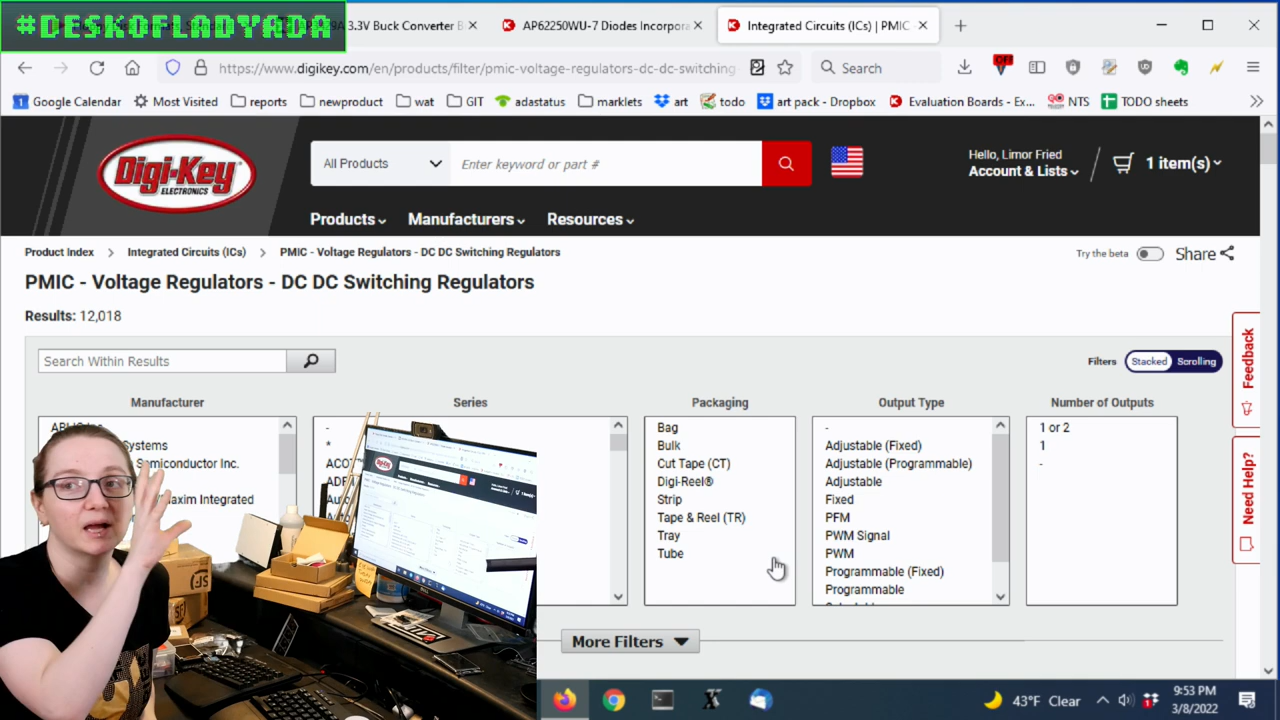 #DESKOFLADYADA
3.3V Buck Converter B
AP62250WU-7 Diodes Incorpora
Integrated Circuits (ICs) | PMIC -
https://www.digikey.com/en/products/filter/pmic-voltage-regulators-dc-dc-switching
Search
OFF
Google Calendar
Most Visited
reports
newproduct
wat
GIT
adastatus
marklets
art
todo
art pack - Dropbox
Evaluation Boards - Ex...
NTS
TODO sheets
Digi-Key
ELECTRONICS
All Products
Enter keyword or part #
Hello, Limor Fried
Account & Lists
1 item(s)
Products
Manufacturers
Resources
Product Index > Integrated Circuits (ICs) > PMIC - Voltage Regulators - DC DC Switching Regulators
Try the beta
Share
PMIC - Voltage Regulators - DC DC Switching Regulators
Results: 12,018
Search Within Results
Filters
Stacked
Scrolling
Feedback
Need Help?
Manufacturer
Systems
Semiconductor Inc.
Maxim Integrated
Series
-
*
Packaging
Bag
Bulk
Cut Tape (CT)
Digi-Reel®
Strip
Tape & Reel (TR)
Tray
Tube
Output Type
-
Adjustable (Fixed)
Adjustable (Programmable)
Adjustable
Fixed
PFM
PWM Signal
PWM
Programmable (Fixed)
Programmable
Number of Outputs
1 or 2
1
-
More Filters
43°F Clear
9:53 PM
3/8/2022